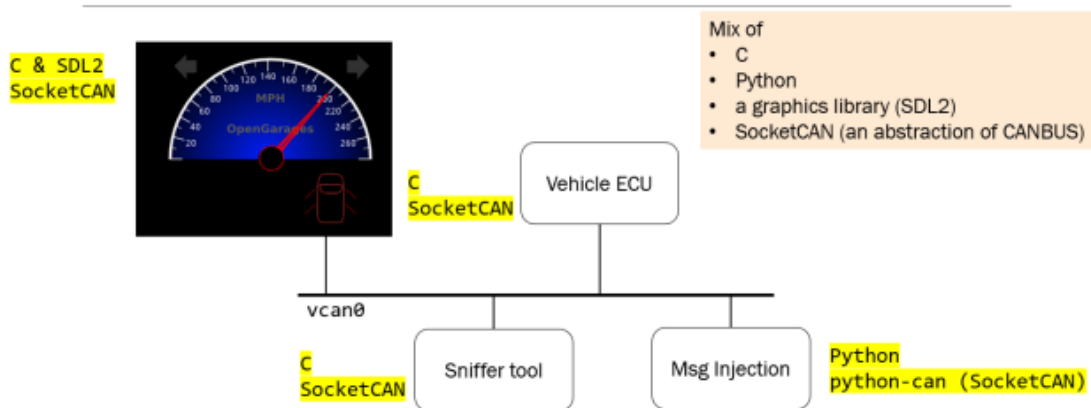 Mix of
• C
• Python
• a graphics library (SDL2)
• SocketCAN (an abstraction of CANBUS)
C & SDL2
SocketCAN
20
40
60
80
100
120
140
160
180
200
220
240
260
MPH
OpenGarages
C
SocketCAN
Vehicle ECU
vcan0
C
SocketCAN
Sniffer tool
Msg Injection
Python
python-can (SocketCAN)